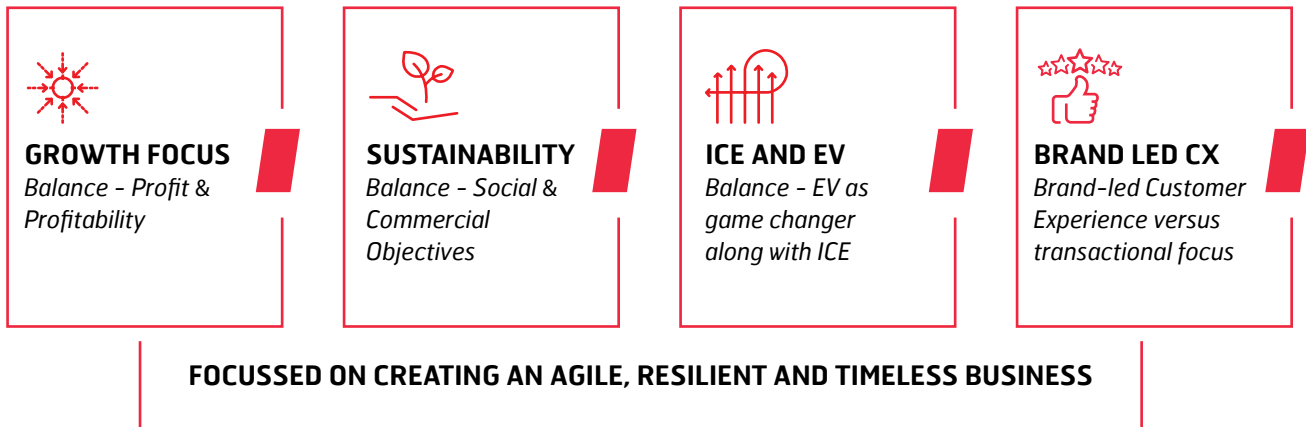 GROWTH FOCUS
Balance - Profit &
Profitability
SUSTAINABILITY
Balance - Social &
Commercial
Objectives
ICE AND EV
Balance - EV as
game changer
along with ICE
BRAND LED CX
Brand-led Customer
Experience versus
transactional focus
FOCUSSED ON CREATING AN AGILE, RESILIENT AND TIMELESS BUSINESS